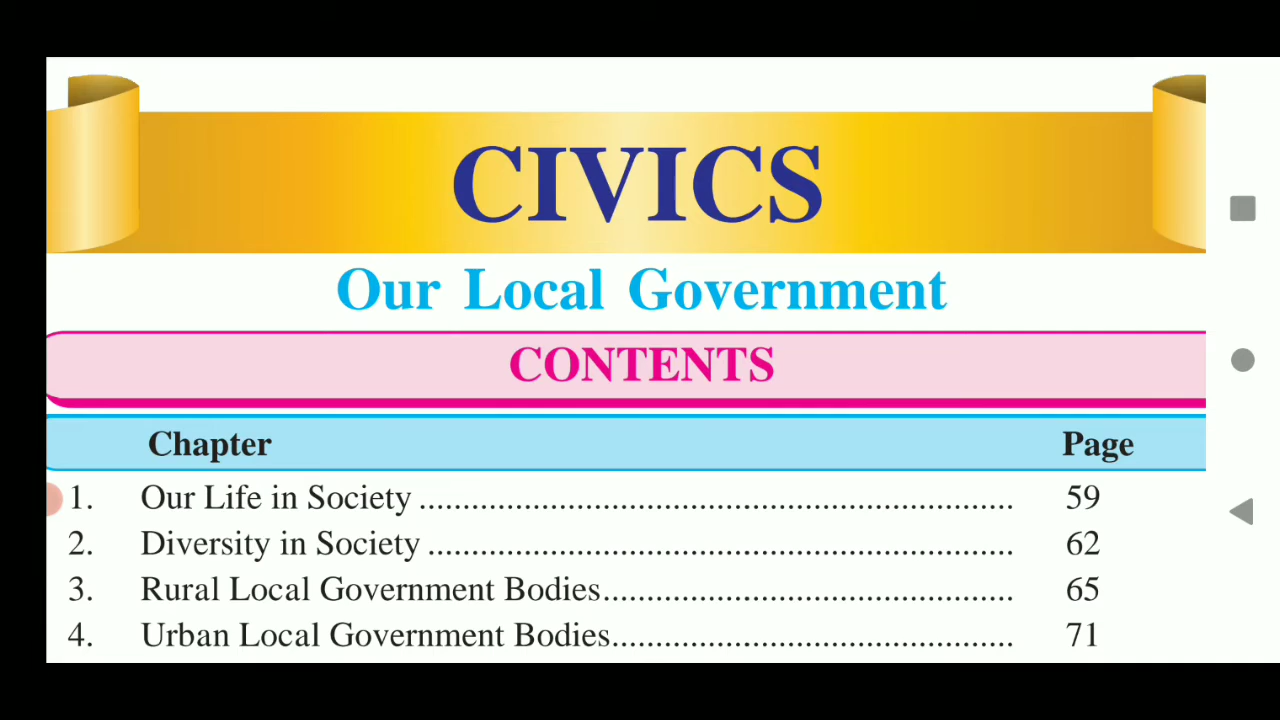 CIVICS
Our Local Government
CONTENTS
Chapter Page
1. Our Life in Society ........................................................................ 59
2. Diversity in Society ....................................................................... 62
3. Rural Local Government Bodies.................................................. 65
4. Urban Local Government Bodies................................................. 71